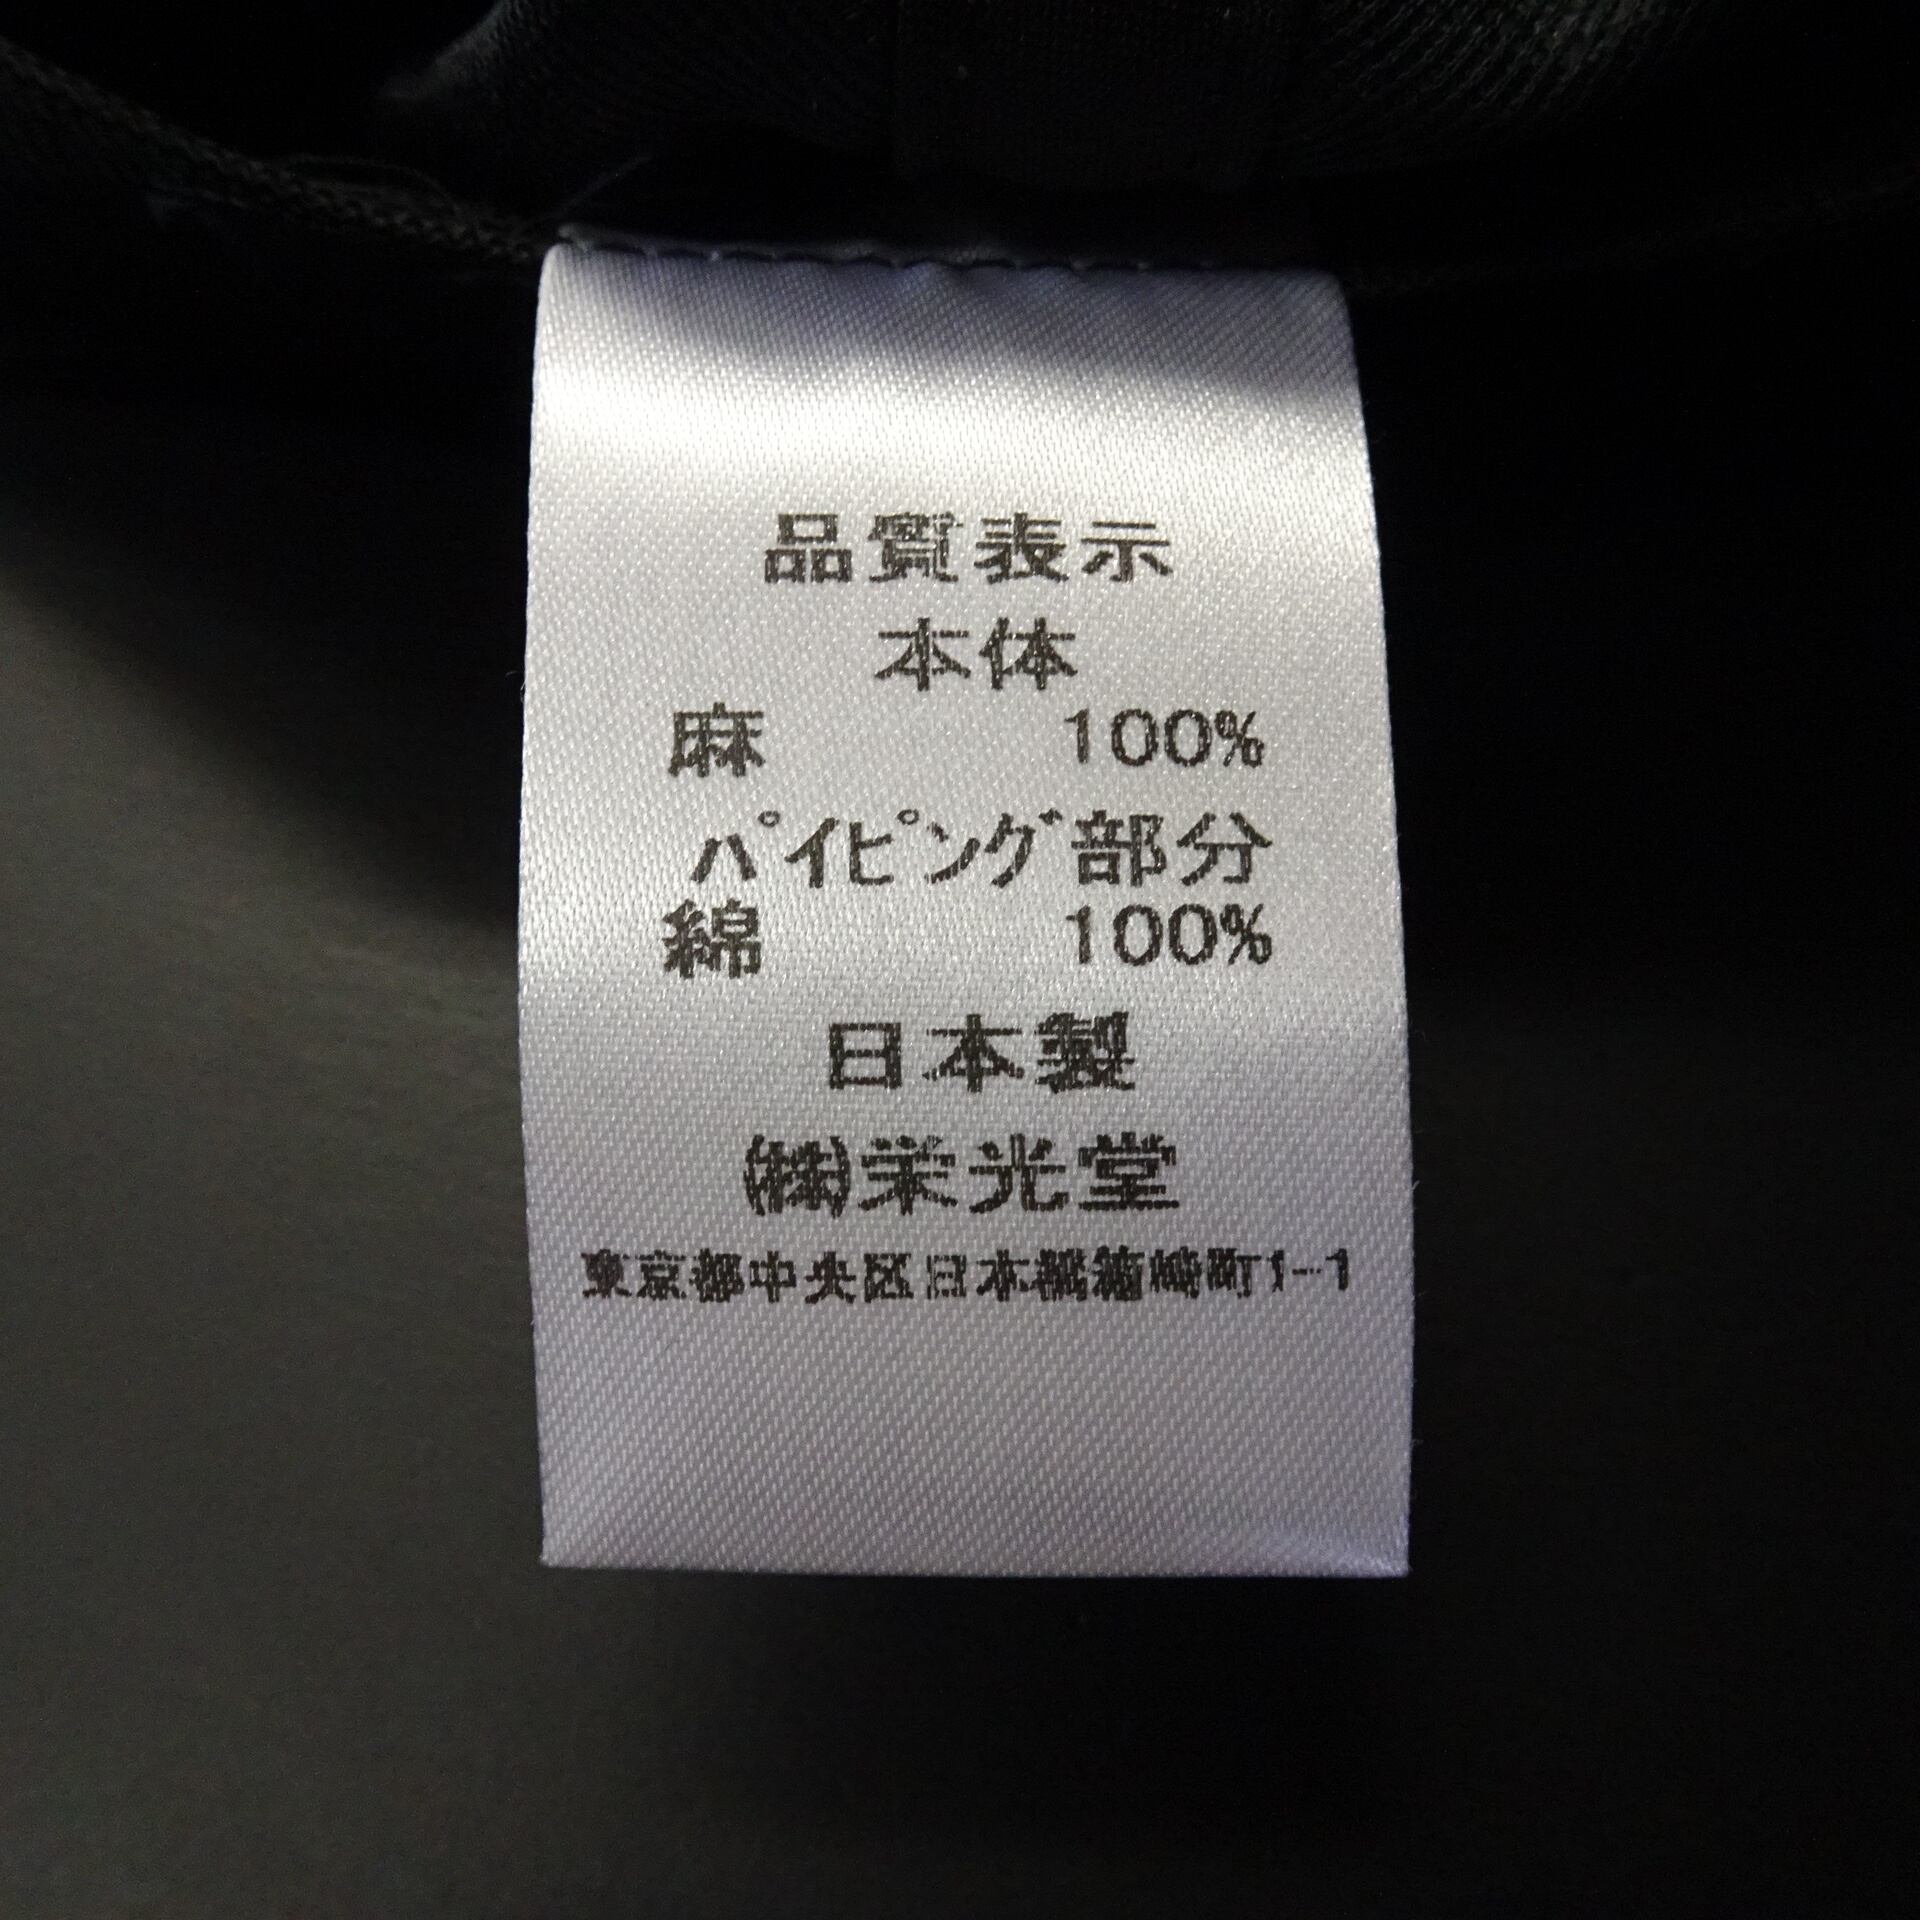 品質表示
本体
麻 100%
パイピング部分
綿 100%
日本製
㈱栄光堂
東京都中央区日本橋箱崎町1-1